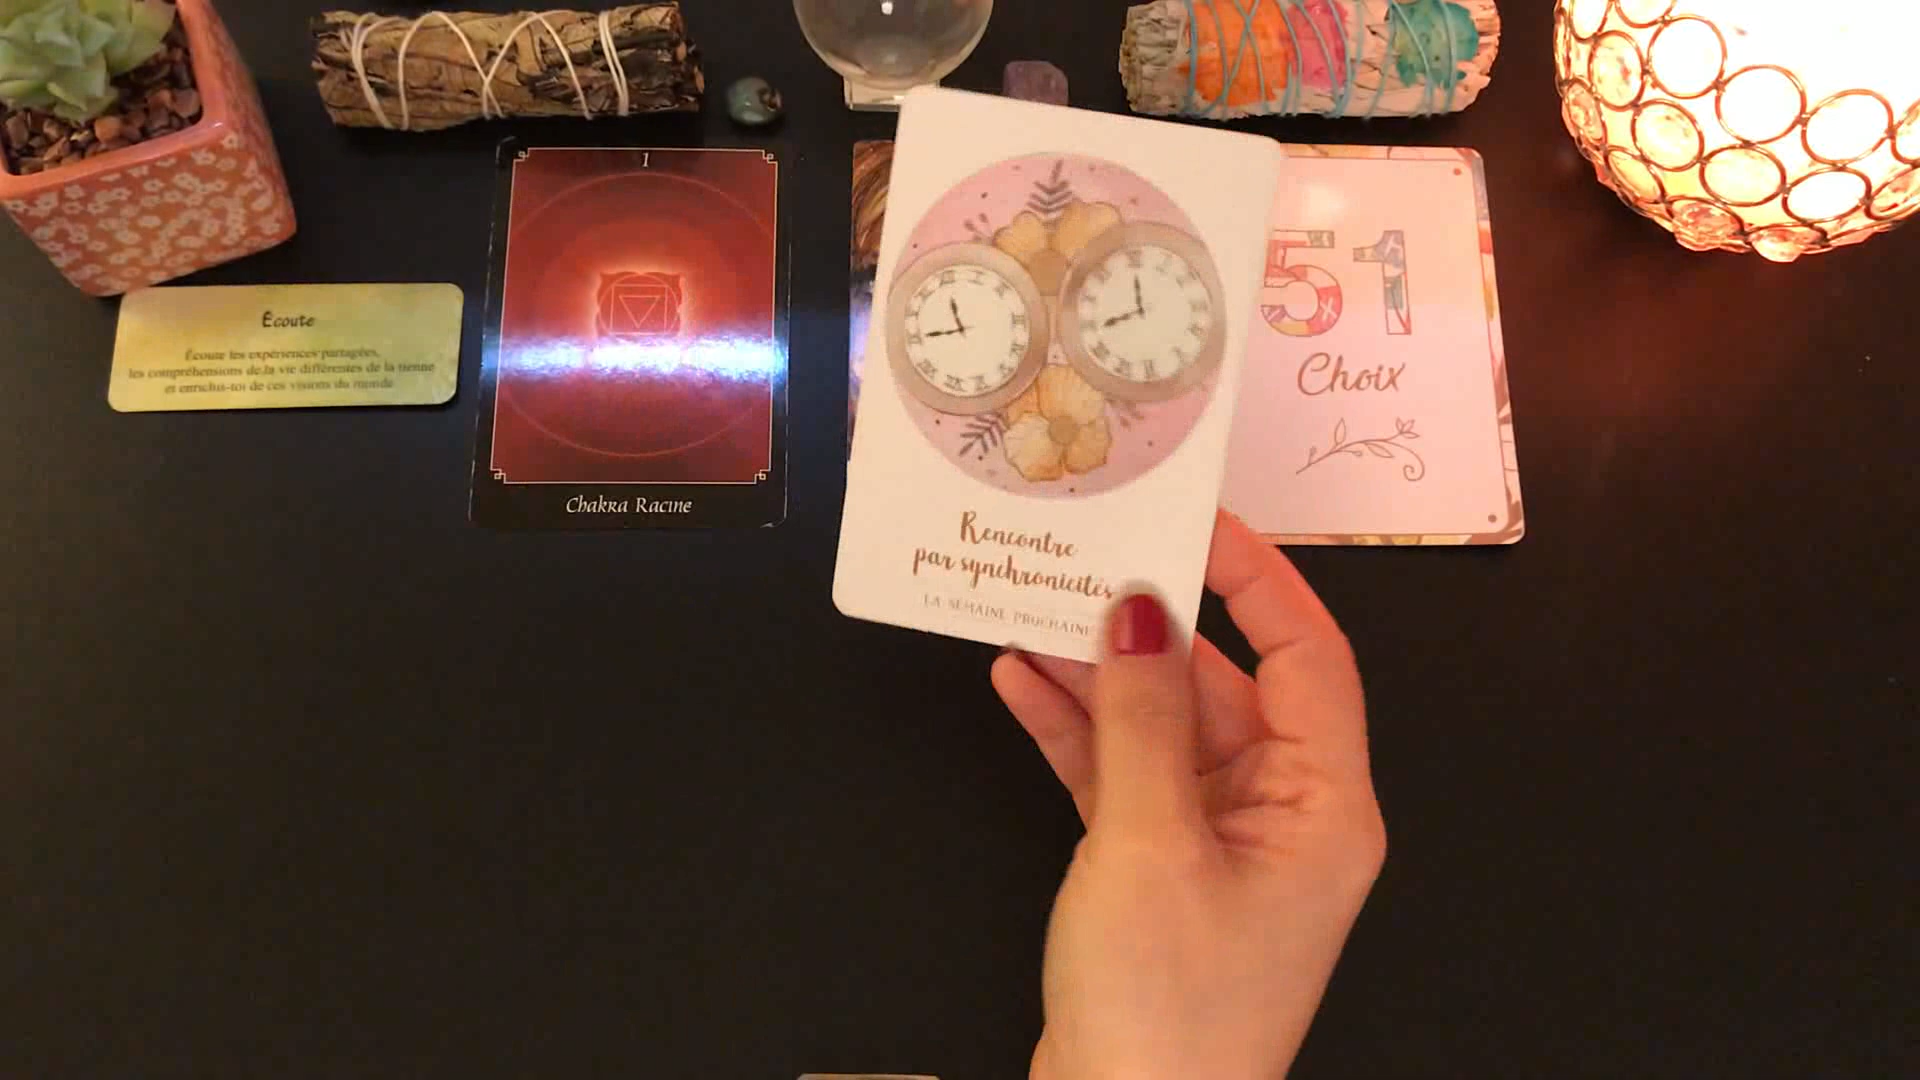 Écoute
Écoute les expériences partagées,
les compréhensions de la vie différentes de la tienne
et enrichis-toi de ces visions du monde
1
Chakra Racine
Rencontre
par synchronicités
LA SEMAINE PROCHAINE
51
Choix